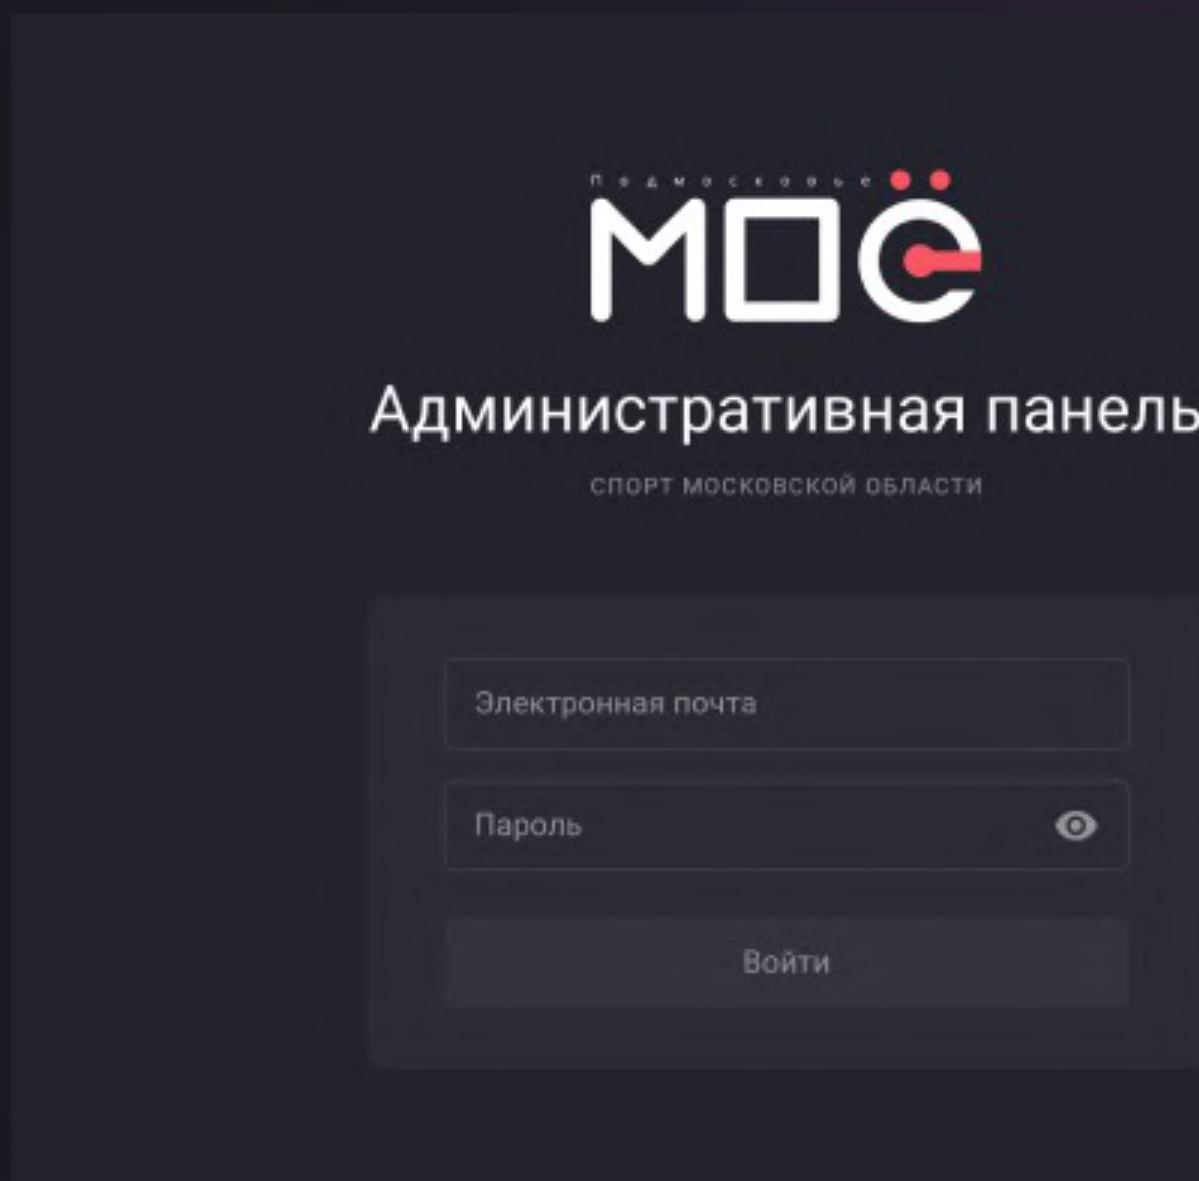 Подмосковье
МОЁ
Административная панель
СПОРТ МОСКОВСКОЙ ОБЛАСТИ
Электронная почта
Пароль
Войти